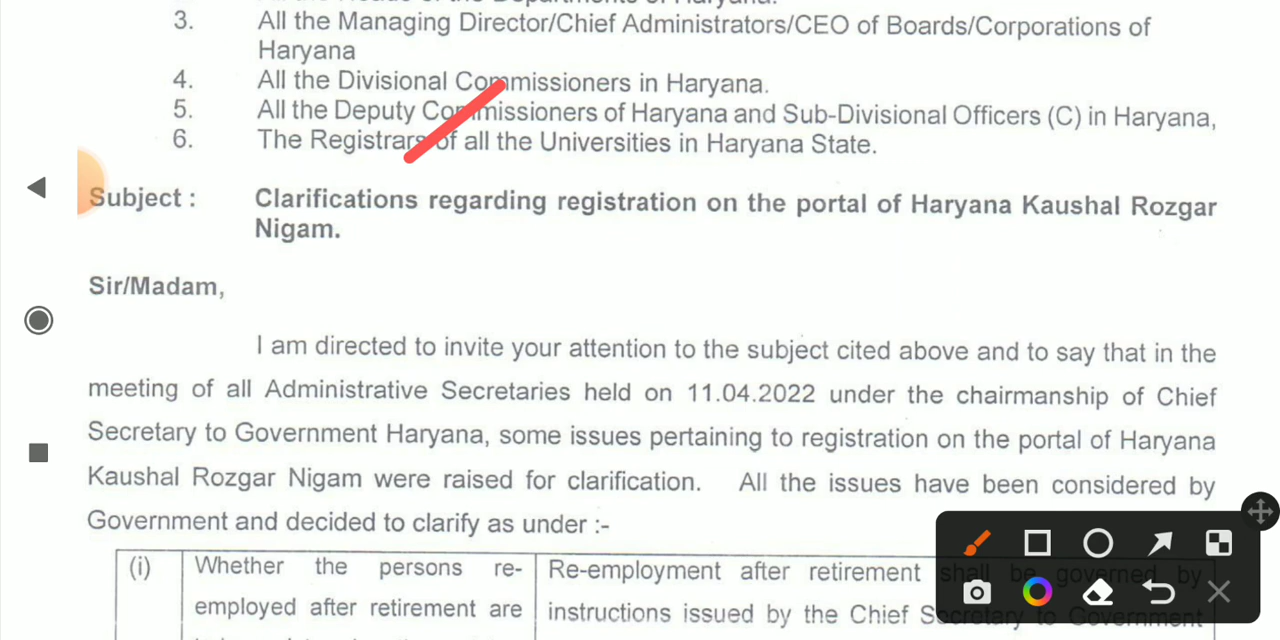 3. All the Managing Director/Chief Administrators/CEO of Boards/Corporations of
Haryana
4. All the Divisional Commissioners in Haryana.
5. All the Deputy Commissioners of Haryana and Sub-Divisional Officers (C) in Haryana,
6. The Registrars of all the Universities in Haryana State.
Subject : Clarifications regarding registration on the portal of Haryana Kaushal Rozgar
Nigam.
Sir/Madam,
I am directed to invite your attention to the subject cited above and to say that in the
meeting of all Administrative Secretaries held on 11.04.2022 under the chairmanship of Chief
Secretary to Government Haryana, some issues pertaining to registration on the portal of Haryana
Kaushal Rozgar Nigam were raised for clarification. All the issues have been considered by
Government and decided to clarify as under :-
(i) Whether the persons re-
employed after retirement are
Re-employment after retirement shall be governed by
instructions issued by the Chief Secretary to Government